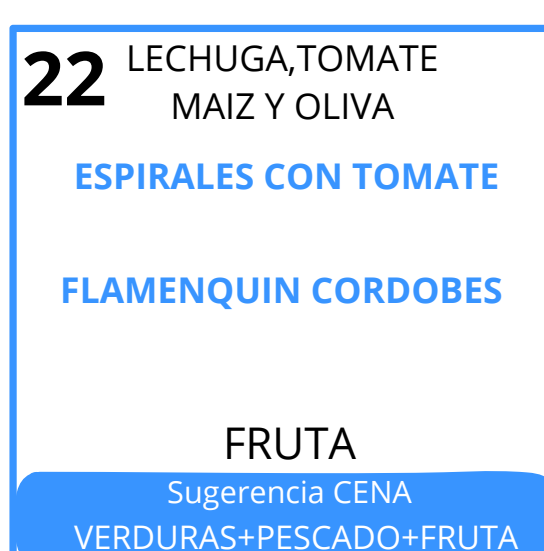 22
LECHUGA,TOMATE
MAIZ Y OLIVA
ESPIRALES CON TOMATE
FLAMENQUIN CORDOBES
FRUTA
Sugerencia CENA
VERDURAS+PESCADO+FRUTA